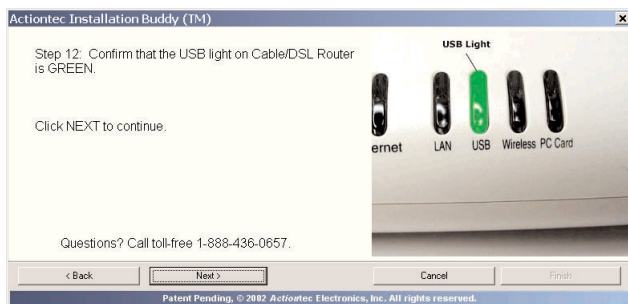 Actiontec Installation Buddy (TM)
Step 12: Confirm that the USB light on Cable/DSL Router
is GREEN.
Click NEXT to continue.
Questions? Call toll-free 1-888-436-0657.
USB Light
ernet LAN USB Wireless PC Card
< Back Next > Cancel Finish
Patent Pending, © 2002 Actiontec Electronics, Inc. All rights reserved.